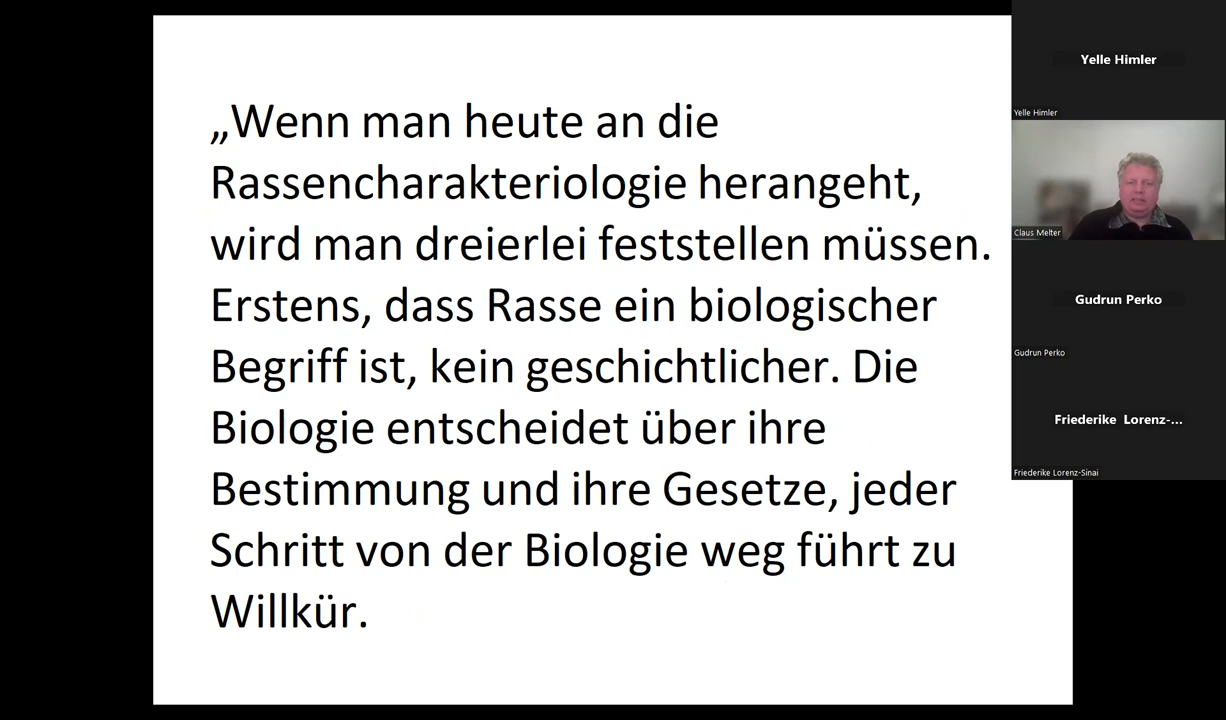 „Wenn man heute an die
Rassencharakteriologie herangeht,
wird man dreierlei feststellen müssen.
Erstens, dass Rasse ein biologischer
Begriff ist, kein geschichtlicher. Die
Biologie entscheidet über ihre
Bestimmung und ihre Gesetze, jeder
Schritt von der Biologie weg führt zu
Willkür.
Yelle Himler
Yelle Himler
Claus Melter
Gudrun Perko
Gudrun Perko
Friederike Lorenz-...
Friederike Lorenz-Sinai